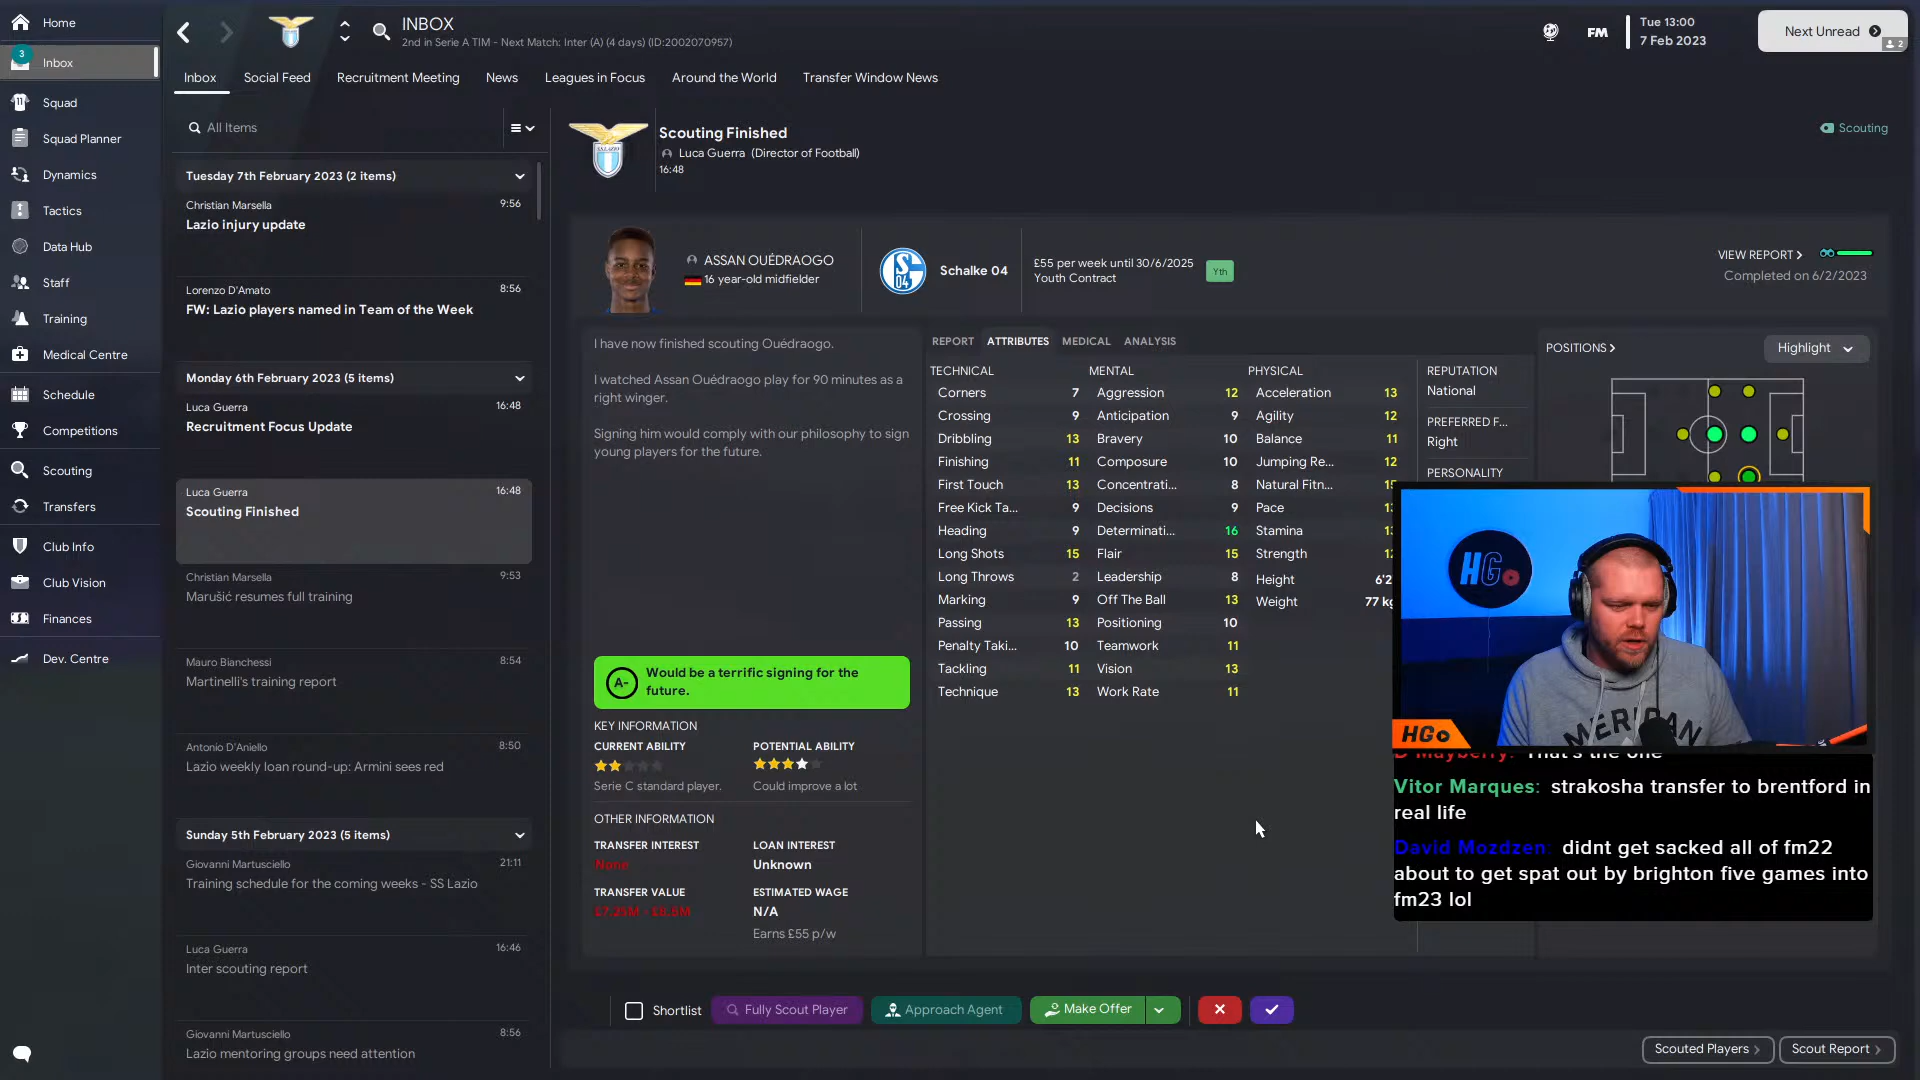 Home
3
Inbox
Squad
Squad Planner
Dynamics
Tactics
Data Hub
Staff
Training
Medical Centre
Schedule
Competitions
Scouting
Transfers
Club Info
Club Vision
Finances
Dev. Centre
INBOX
2nd in Serie A TIM - Next Match: Inter (A) (4 days) (ID:2002070957)
FM
Tue 13:00
7 Feb 2023
Next Unread
2
Inbox Social Feed Recruitment Meeting News Leagues in Focus Around the World Transfer Window News
All Items
Tuesday 7th February 2023 (2 items)
Christian Marsella 9:56
Lazio injury update
Lorenzo D'Amato 8:56
FW: Lazio players named in Team of the Week
Monday 6th February 2023 (5 items)
Luca Guerra 16:48
Recruitment Focus Update
Luca Guerra 16:48
Scouting Finished
Christian Marsella 9:53
Marušić resumes full training
Mauro Bianchessi 8:54
Martinelli's training report
Antonio D'Aniello 8:50
Lazio weekly loan round-up: Armini sees red
Sunday 5th February 2023 (5 items)
Giovanni Martusciello 21:11
Training schedule for the coming weeks - SS Lazio
Luca Guerra 16:46
Inter scouting report
Giovanni Martusciello 8:56
Lazio mentoring groups need attention
Scouting Finished
Luca Guerra (Director of Football)
16:48
Scouting
ASSAN OUÉDRAOGO
16 year-old midfielder
Schalke 04
£55 per week until 30/6/2025
Youth Contract
Yth
VIEW REPORT
Completed on 6/2/2023
I have now finished scouting Ouédraogo.
I watched Assan Ouédraogo play for 90 minutes as a
right winger.
Signing him would comply with our philosophy to sign
young players for the future.
A-
Would be a terrific signing for the
future.
KEY INFORMATION
CURRENT ABILITY POTENTIAL ABILITY
Serie C standard player. Could improve a lot
OTHER INFORMATION
TRANSFER INTEREST LOAN INTEREST
None Unknown
TRANSFER VALUE ESTIMATED WAGE
£7.25M - £8.6M N/A
Earns £55 p/w
REPORT ATTRIBUTES MEDICAL ANALYSIS
TECHNICAL MENTAL PHYSICAL
Corners 7 Aggression 12 Acceleration 13
Crossing 9 Anticipation 9 Agility 12
Dribbling 13 Bravery 10 Balance 11
Finishing 11 Composure 10 Jumping Re... 12
First Touch 13 Concentrati... 8 Natural Fitn... 15
Free Kick Ta... 9 Decisions 9 Pace
Heading 9 Determinati... 16 Stamina
Long Shots 15 Flair 15 Strength
Long Throws 2 Leadership 8 Height 6'2
Marking 9 Off The Ball 13 Weight 77 kg
Passing 13 Positioning 10
Penalty Taki... 10 Teamwork 11
Tackling 11 Vision 13
Technique 13 Work Rate 11
REPUTATION
National
PREFERRED F...
Right
PERSONALITY
POSITIONS
Highlight
HG
MERICAN
HG
D Mayberry: That's the one
Vitor Marques: strakosha transfer to brentford in
real life
David Mozdzen: didnt get sacked all of fm22
about to get spat out by brighton five games into
fm23 lol
Shortlist
Fully Scout Player
Approach Agent
Make Offer
Scouted Players
Scout Report